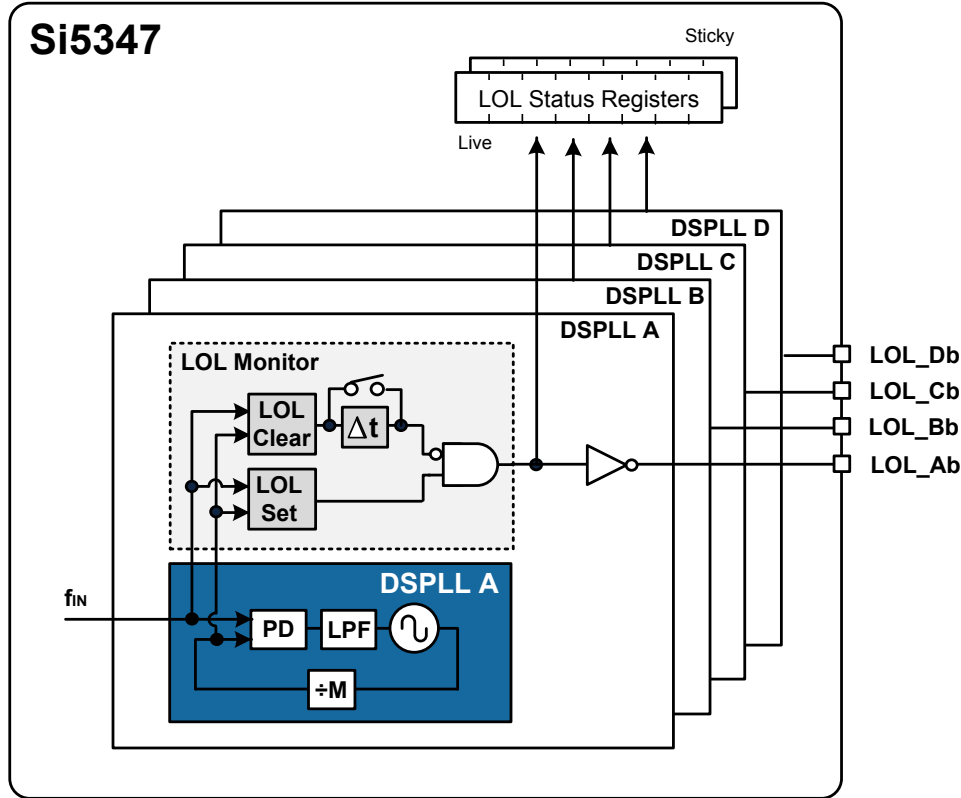 Si5347
Sticky
LOL Status Registers
Live
DSPLL D
DSPLL C
DSPLL B
DSPLL A
LOL Monitor
LOL
Clear
Δt
LOL
Set
LOL_Db
LOL_Cb
LOL_Bb
LOL_Ab
DSPLL A
fIN
PD
LPF
÷M